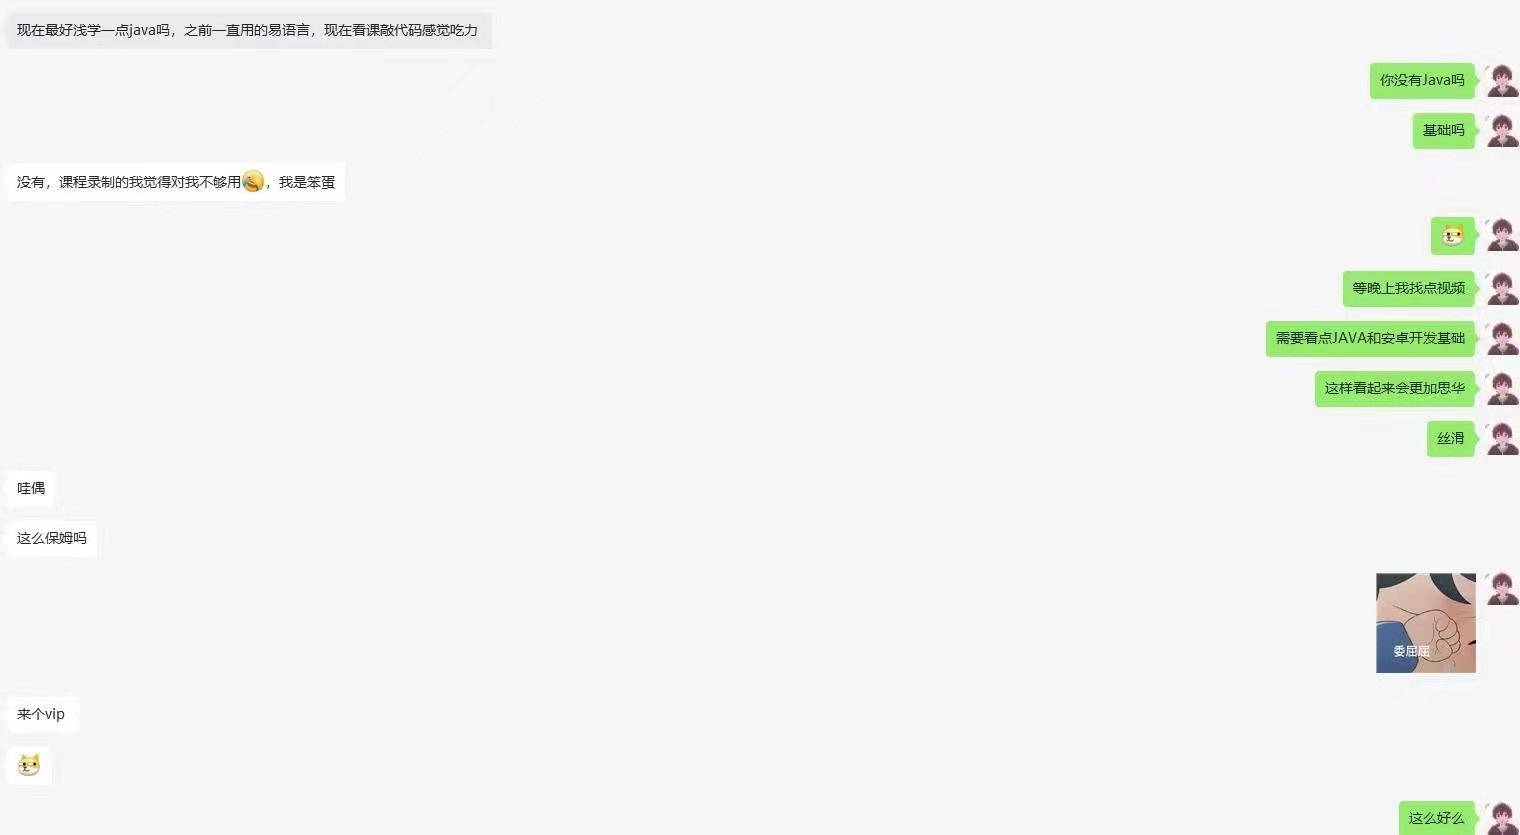 现在最好浅学一点java吗，之前一直用的易语言，现在看课敲代码感觉吃力
你没有Java吗
基础吗
没有，课程录制的我觉得对我不够用，我是笨蛋
等晚上我找点视频
需要看点JAVA和安卓开发基础
这样看起来会更加思华
丝滑
哇偶
这么保姆吗
委屈屈
来个vip
这么好么